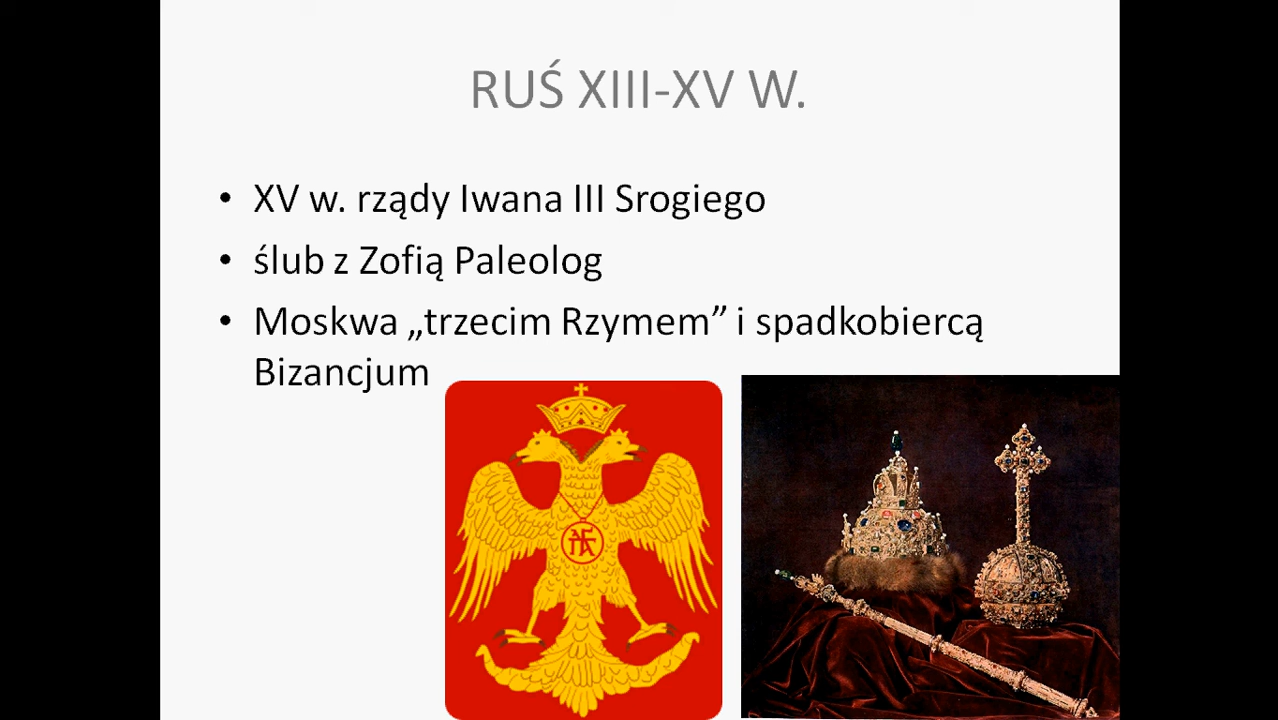 RUŚ XIII-XV W.
• XV w. rządy Iwana III Srogiego
• ślub z Zofią Paleolog
• Moskwa „trzecim Rzymem” i spadkobiercą
Bizancjum